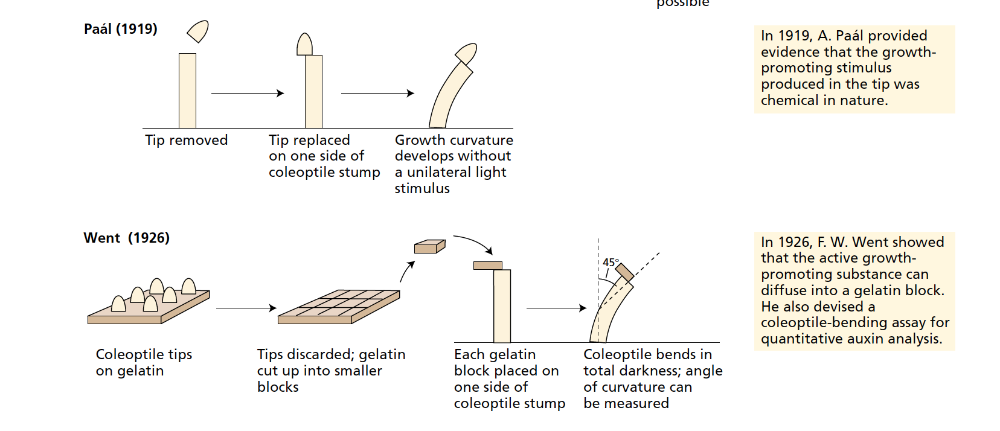 possible
Paál (1919)
In 1919, A. Paál provided
evidence that the growth-
promoting stimulus
produced in the tip was
chemical in nature.
Tip removed
Tip replaced
on one side of
coleoptile stump
Growth curvature
develops without
a unilateral light
stimulus
Went (1926)
45°
In 1926, F. W. Went showed
that the active growth-
promoting substance can
diffuse into a gelatin block.
He also devised a
coleoptile-bending assay for
quantitative auxin analysis.
Coleoptile tips
on gelatin
Tips discarded; gelatin
cut up into smaller
blocks
Each gelatin
block placed on
one side of
coleoptile stump
Coleoptile bends in
total darkness; angle
of curvature can
be measured